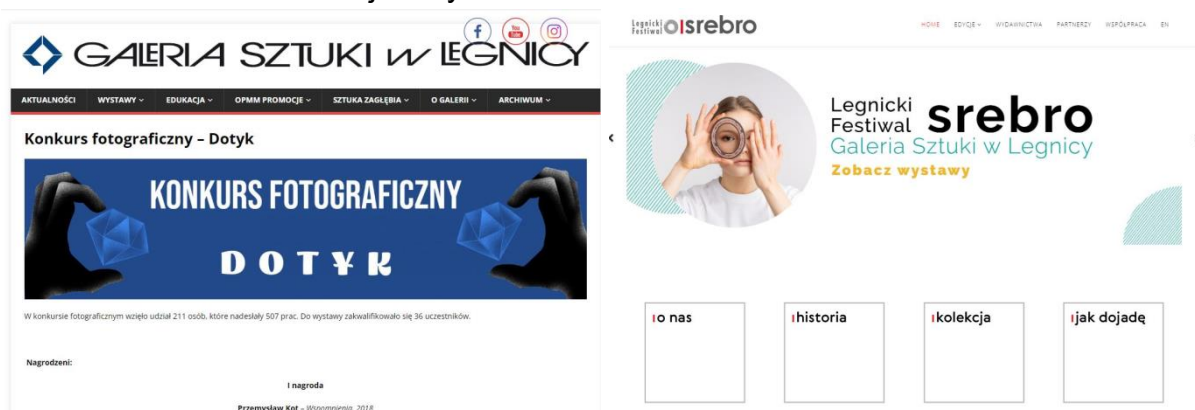 GALERIA SZTUKI w LEGNICY
AKTUALNOŚCI WYSTAWY EDUKACJA OPMM PROMOCJE SZTUKA ZAGŁĘBIA O GALERII ARCHIWUM
Konkurs fotograficzny – Dotyk
KONKURS FOTOGRAFICZNY
DOTYK
W konkursie fotograficznym wzięło udział 211 osób, które nadesłały 507 prac. Do wystawy zakwalifikowało się 36 uczestników.
Nagrodzeni:
I nagroda
Przemysław Kot – Wspomnienia, 2018
Legnicki
Festiwal srebro
HOME EDYCJE WYDAWNICTWA PARTNERZY WSPÓŁPRACA EN
Legnicki
Festiwal srebro
Galeria Sztuki w Legnicy
Zobacz wystawy
o nas
historia
kolekcja
jak dojadę